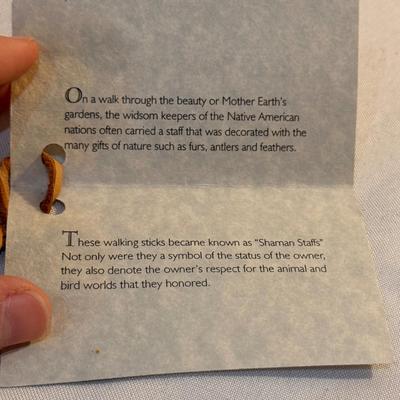 On a walk through the beauty or Mother Earth's
gardens, the widsom keepers of the Native American
nations often carried a staff that was decorated with the
many gifts of nature such as furs, antlers and feathers.
These walking sticks became known as "Shaman Staffs"
Not only were they a symbol of the status of the owner,
they also denote the owner's respect for the animal and
bird worlds that they honored.